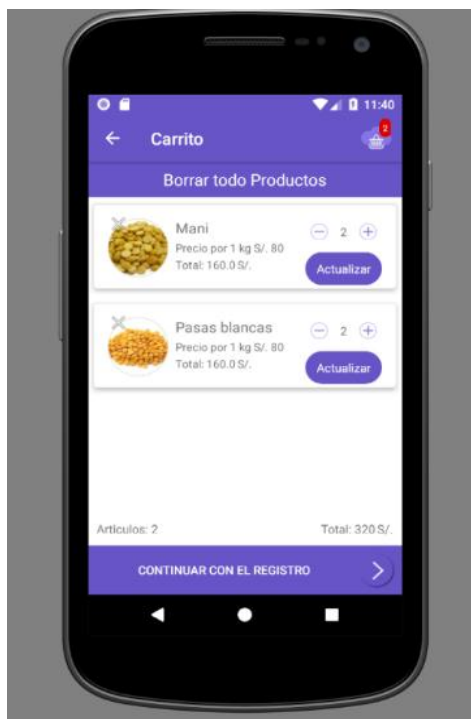 11:40
Carrito
2
Borrar todo Productos
Mani
Precio por 1 kg S/. 80
Total: 160.0 S/.
2
Actualizar
Pasas blancas
Precio por 1 kg S/. 80
Total: 160.0 S/.
2
Actualizar
Articulos: 2
Total: 320 S/.
CONTINUAR CON EL REGISTRO